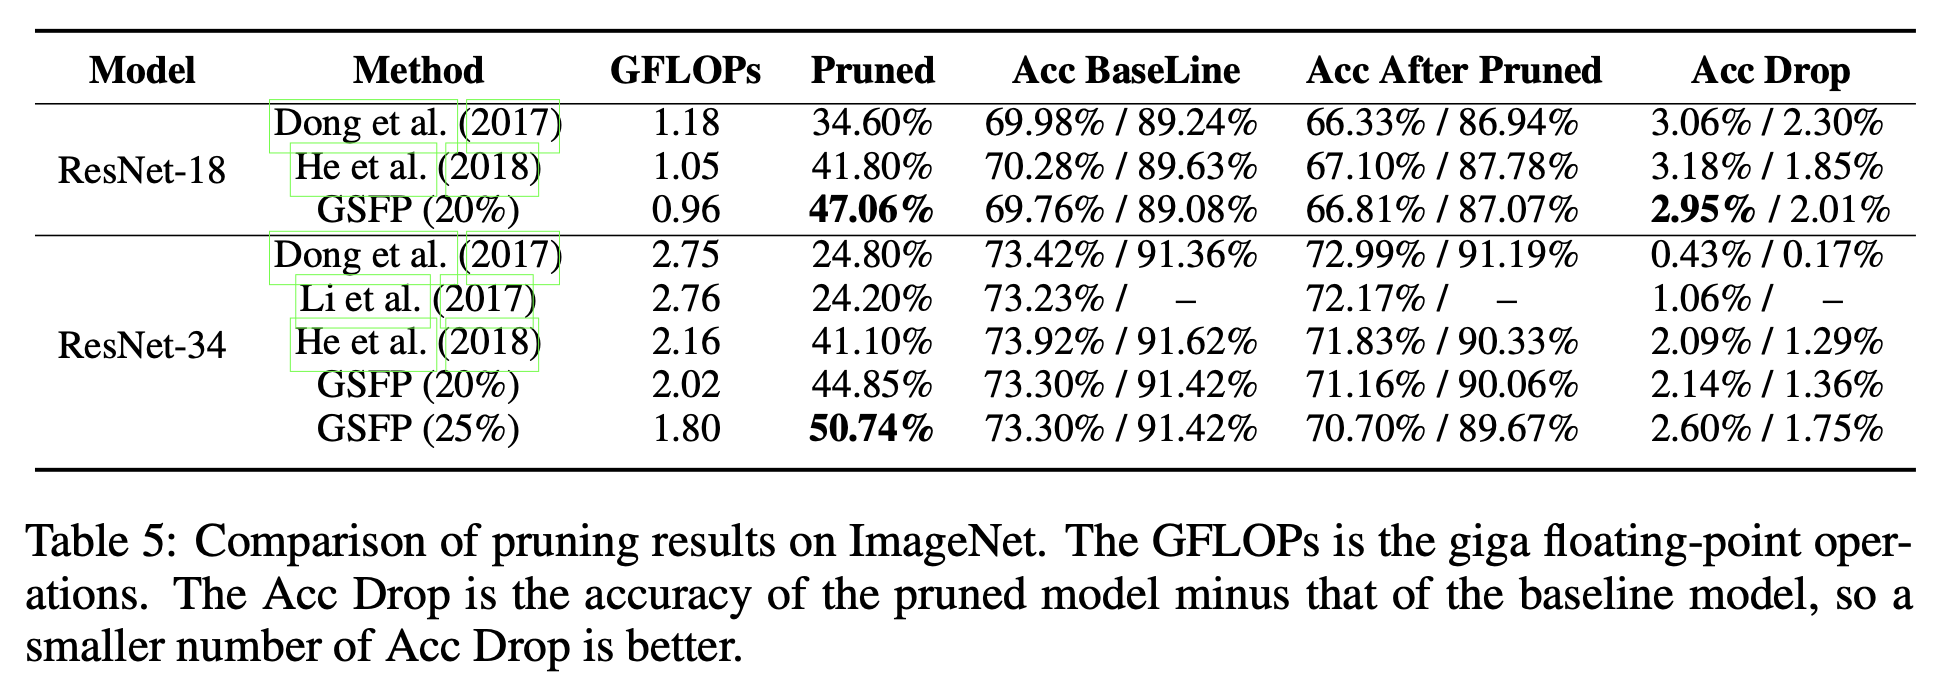 Model Method GFLOPs Pruned Acc BaseLine Acc After Pruned Acc Drop
Dong et al. (2017) 1.18 34.60% 69.98% / 89.24% 66.33% / 86.94% 3.06% / 2.30%
ResNet-18 He et al. (2018) 1.05 41.80% 70.28% / 89.63% 67.10% / 87.78% 3.18% / 1.85%
GSFP (20%) 0.96 47.06% 69.76% / 89.08% 66.81% / 87.07% 2.95% / 2.01%
Dong et al. (2017) 2.75 24.80% 73.42% / 91.36% 72.99% / 91.19% 0.43% / 0.17%
Li et al. (2017) 2.76 24.20% 73.23% / – 72.17% / – 1.06% / –
ResNet-34 He et al. (2018) 2.16 41.10% 73.92% / 91.62% 71.83% / 90.33% 2.09% / 1.29%
GSFP (20%) 2.02 44.85% 73.30% / 91.42% 71.16% / 90.06% 2.14% / 1.36%
GSFP (25%) 1.80 50.74% 73.30% / 91.42% 70.70% / 89.67% 2.60% / 1.75%
Table 5: Comparison of pruning results on ImageNet. The GFLOPs is the giga floating-point oper-
ations. The Acc Drop is the accuracy of the pruned model minus that of the baseline model, so a
smaller number of Acc Drop is better.